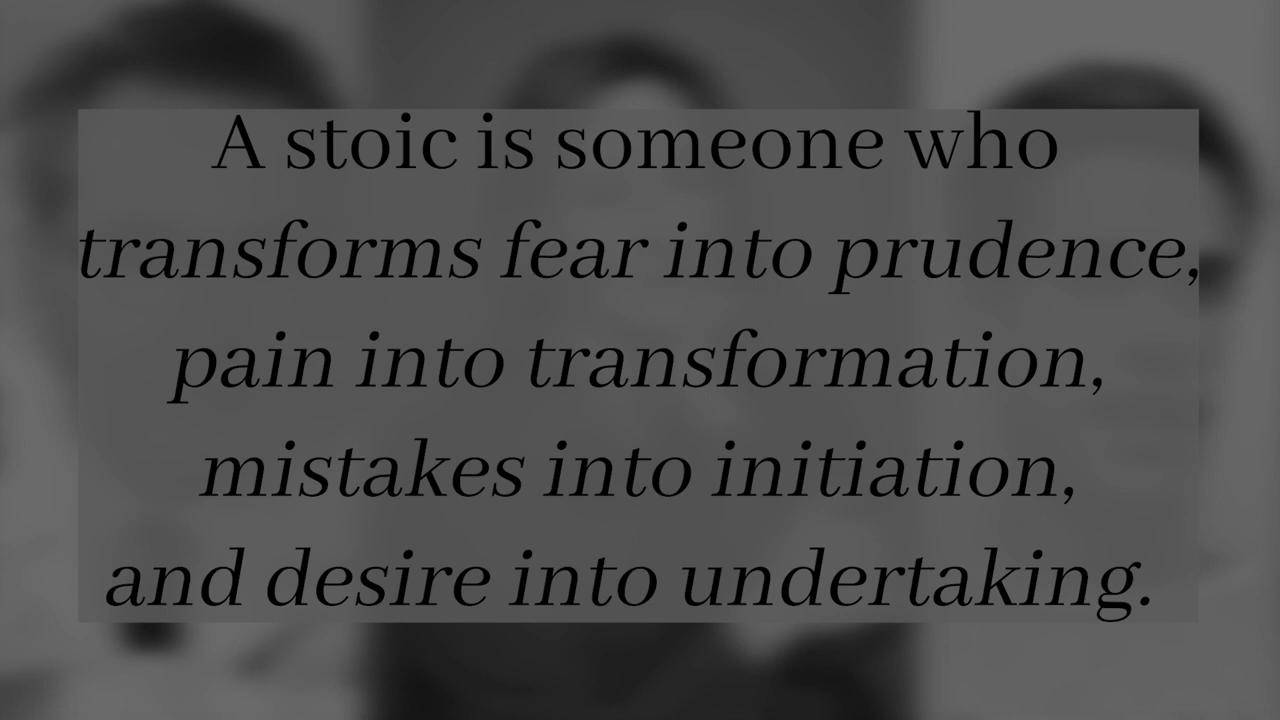 A stoic is someone who
transforms fear into prudence,
pain into transformation,
mistakes into initiation,
and desire into undertaking.